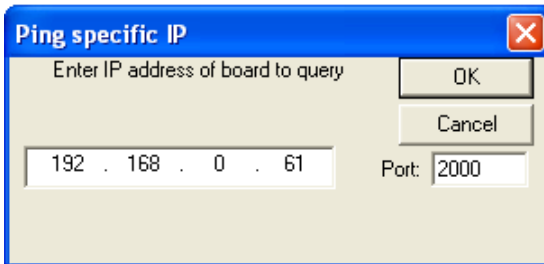 Ping specific IP
Enter IP address of board to query
OK
Cancel
192 . 168 . 0 . 61
Port: 2000